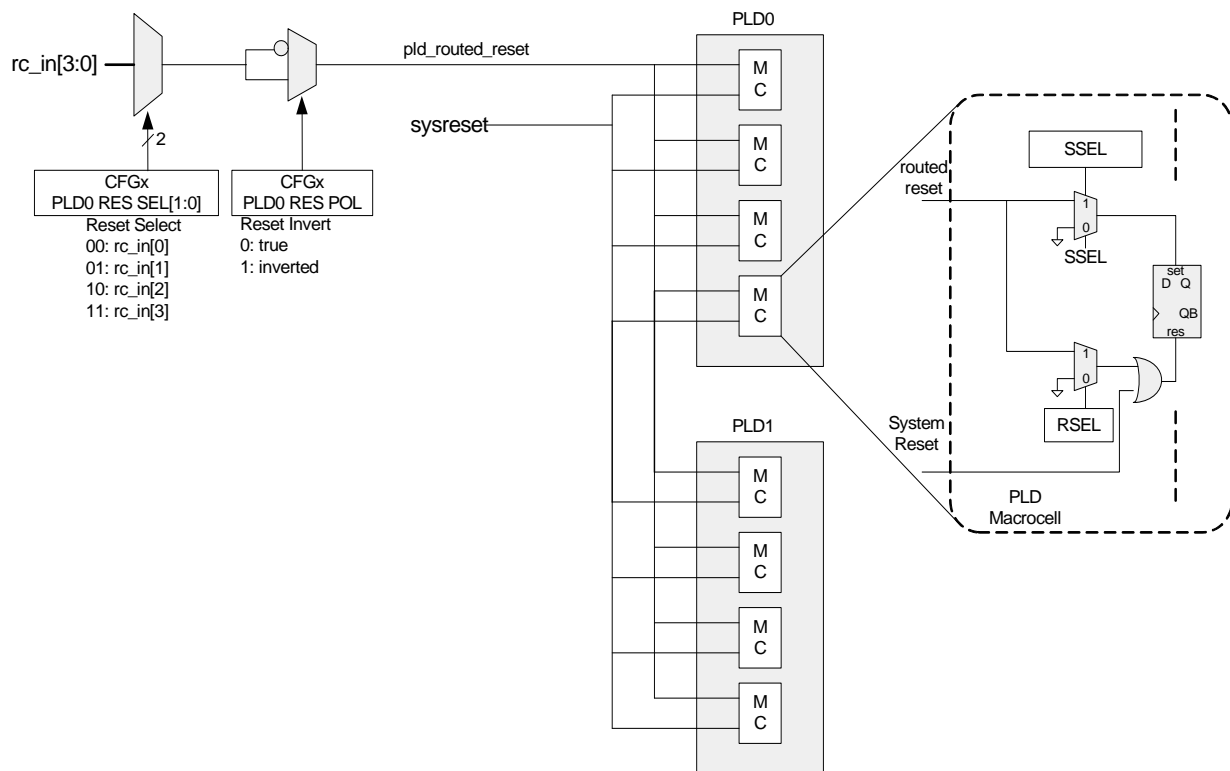 rc_in[3:0]
2
CFGx
PLD0 RES SEL[1:0]
Reset Select
00: rc_in[0]
01: rc_in[1]
10: rc_in[2]
11: rc_in[3]
CFGx
PLD0 RES POL
Reset Invert
0: true
1: inverted
pld_routed_reset
sysreset
PLD0
M
C
M
C
M
C
M
C
PLD1
M
C
M
C
M
C
M
C
routed
reset
SSEL
1
0
SSEL
set
D Q
QB
res
1
0
RSEL
System
Reset
PLD
Macrocell